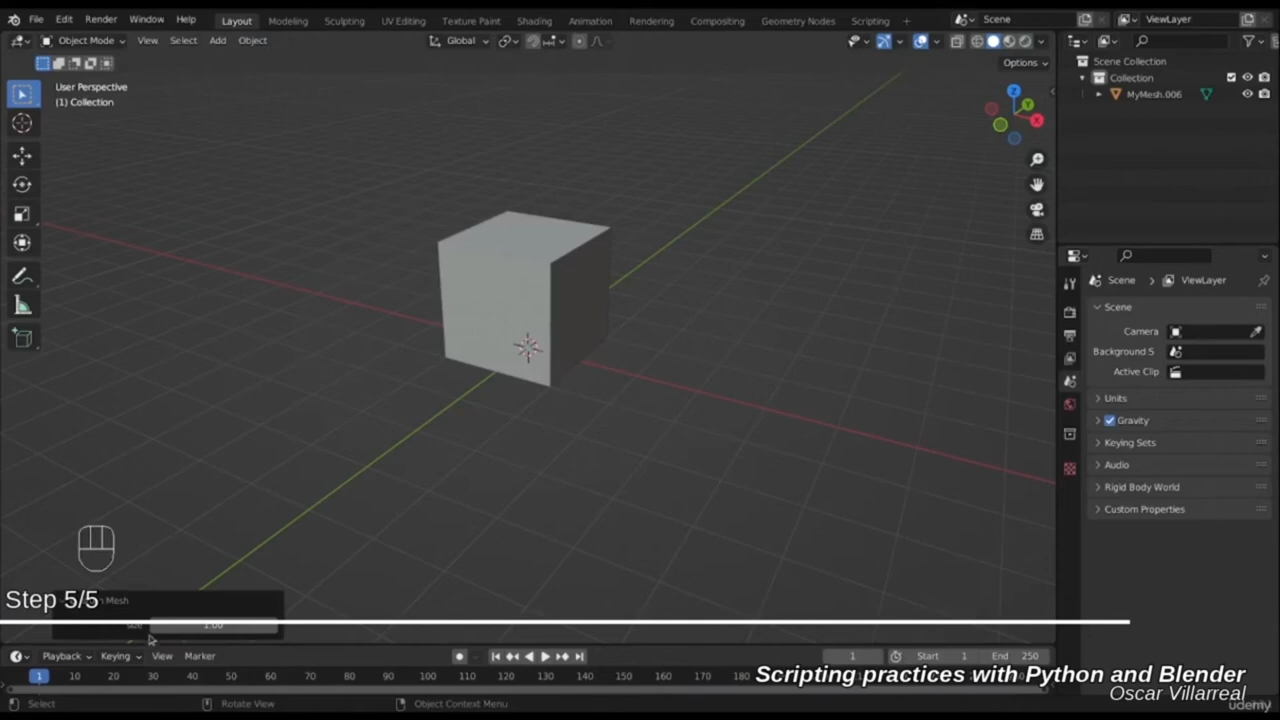 File Edit Render Window Help Layout Modeling Sculpting UV Editing Texture Paint Shading Animation Rendering Compositing Geometry Nodes Scripting + Scene ViewLayer
Object Mode View Select Add Object Global
Options
User Perspective
(1) Collection
Z
Y
X
Scene Collection
Collection
MyMesh.006
Scene ViewLayer
Scene
Camera
Background S
Active Clip
Units
Gravity
Keying Sets
Audio
Rigid Body World
Custom Properties
Step 5/5
Mesh
1.00
Playback Keying View Marker 1 Start 1 End 250
1 10 20 30 40 50 60 70 80 90 100 110 120 130 140 150 160 170 180
Scripting practices with Python and Blender
Oscar Villarreal
Select Rotate View Object Context Menu
udemy